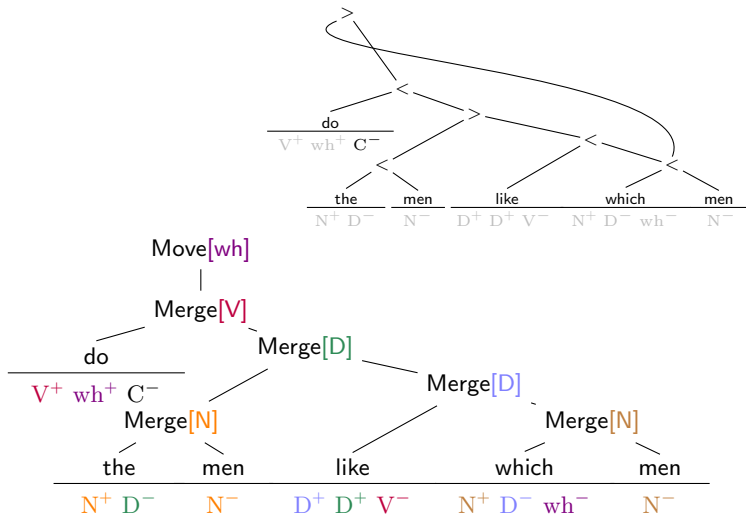 >
<
do >
V⁺ wh⁺ C⁻ <
< <
the men like which men
N⁺ D⁻ N⁻ D⁺ D⁺ V⁻ N⁺ D⁻ wh⁻ N⁻
Move[wh]
Merge[V]
do Merge[D]
V⁺ wh⁺ C⁻ Merge[D]
Merge[N] Merge[N]
the men like which men
N⁺ D⁻ N⁻ D⁺ D⁺ V⁻ N⁺ D⁻ wh⁻ N⁻